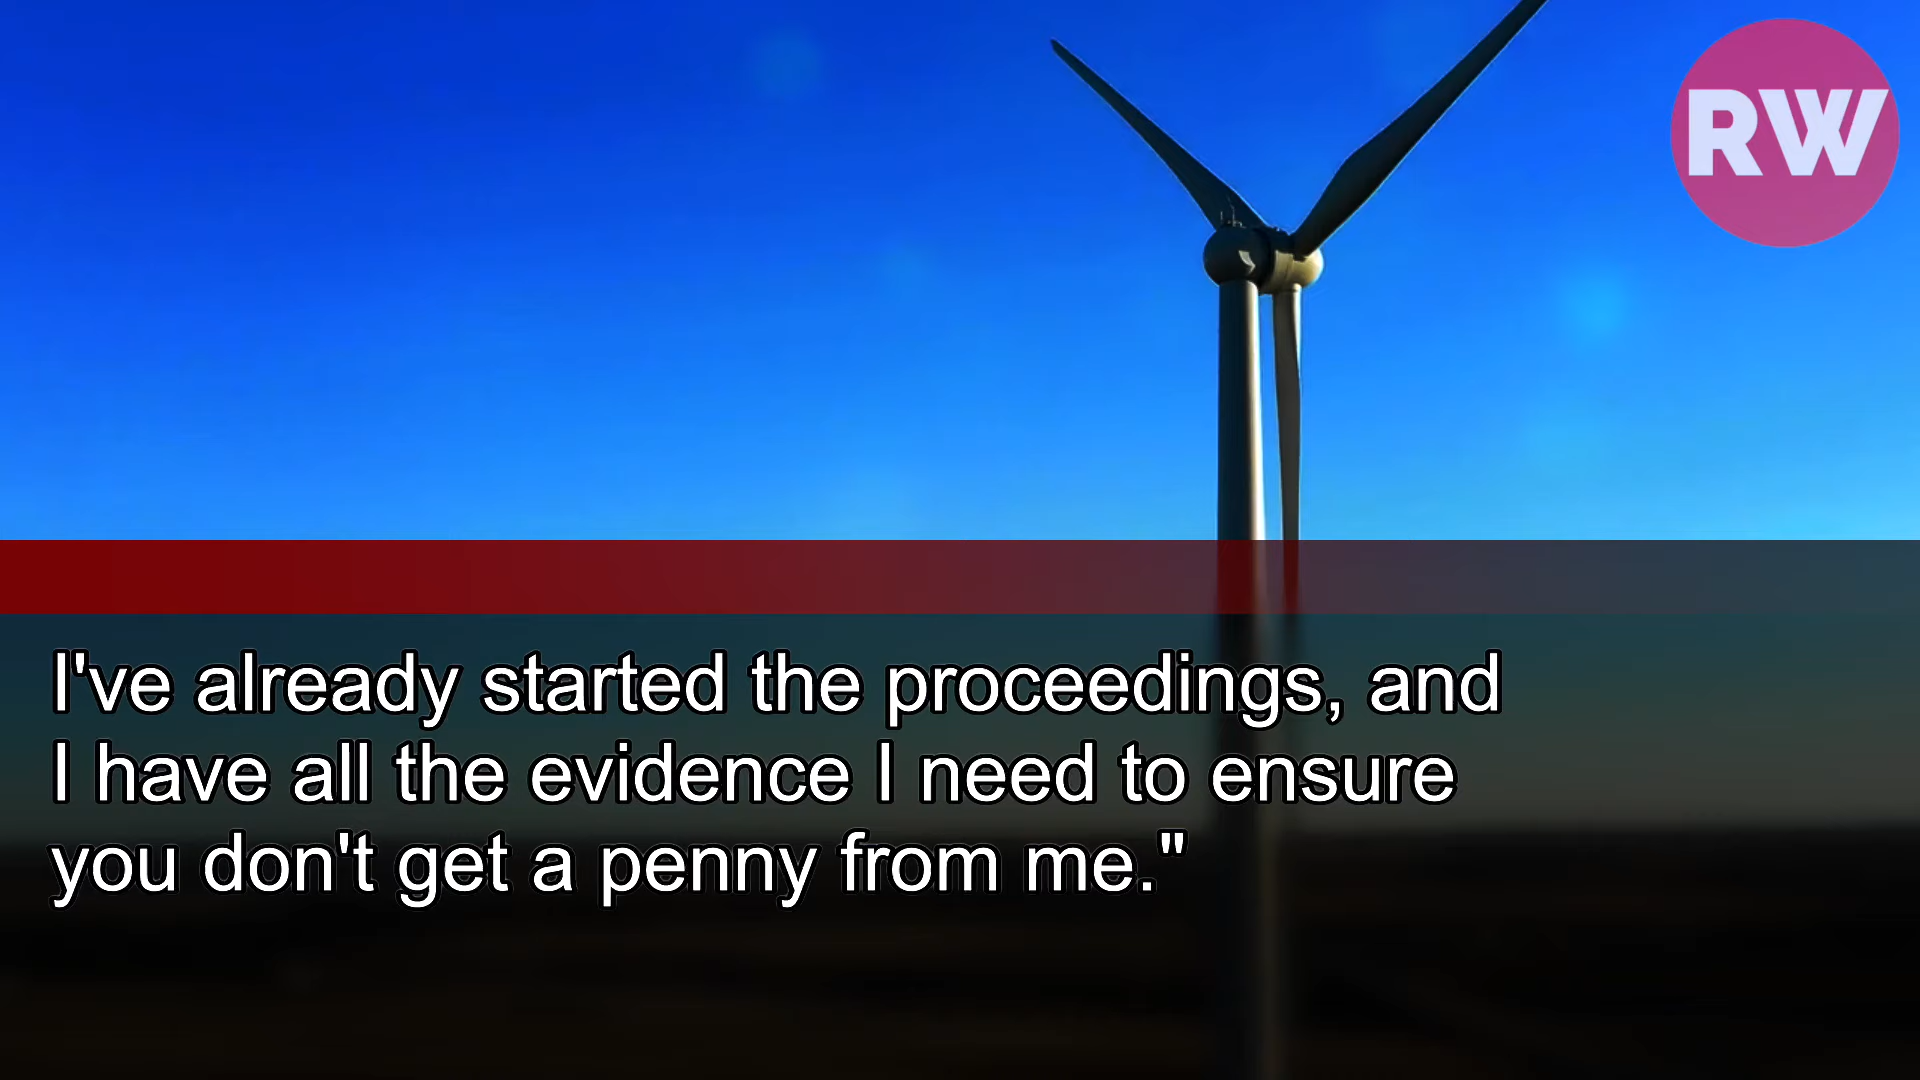 RW
I've already started the proceedings, and
I have all the evidence I need to ensure
you don't get a penny from me."